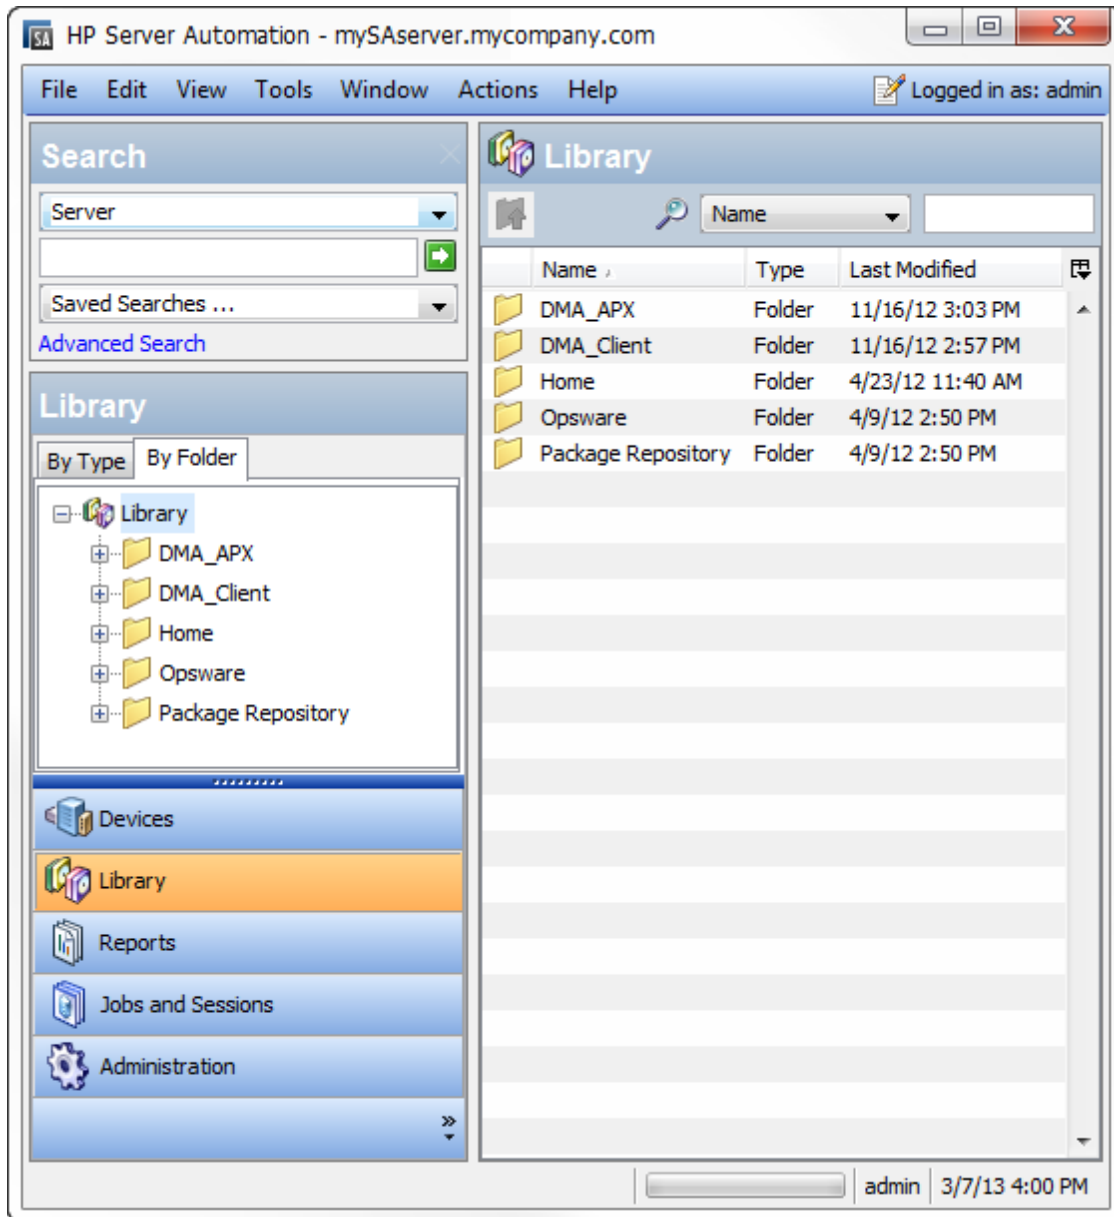 SA HP Server Automation - mySAserver.mycompany.com
File Edit View Tools Window Actions Help Logged in as: admin
Search
Server
Saved Searches ...
Advanced Search
Library
By Type By Folder
Library
DMA_APX
DMA_Client
Home
Opsware
Package Repository
Devices
Library
Reports
Jobs and Sessions
Administration
Library
Name
Name Type Last Modified
DMA_APX Folder 11/16/12 3:03 PM
DMA_Client Folder 11/16/12 2:57 PM
Home Folder 4/23/12 11:40 AM
Opsware Folder 4/9/12 2:50 PM
Package Repository Folder 4/9/12 2:50 PM
admin 3/7/13 4:00 PM